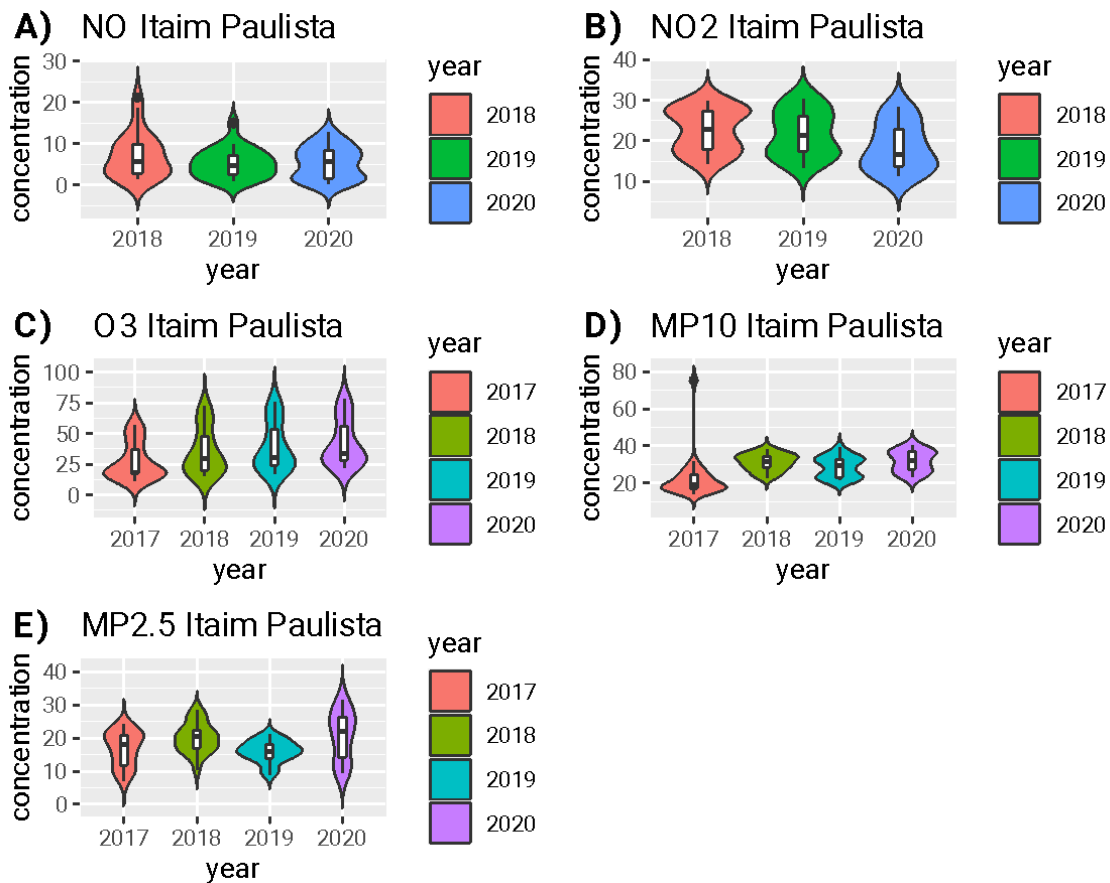 A) NO Itaim Paulista
concentration
30
20
10
0
2018 2019 2020
year
year
2018
2019
2020
B) NO2 Itaim Paulista
concentration
40
30
20
10
2018 2019 2020
year
year
2018
2019
2020
C) O3 Itaim Paulista
concentration
100
75
50
25
0
2017 2018 2019 2020
year
year
2017
2018
2019
2020
D) MP10 Itaim Paulista
concentration
80
60
40
20
2017 2018 2019 2020
year
year
2017
2018
2019
2020
E) MP2.5 Itaim Paulista
concentration
40
30
20
10
0
2017 2018 2019 2020
year
year
2017
2018
2019
2020